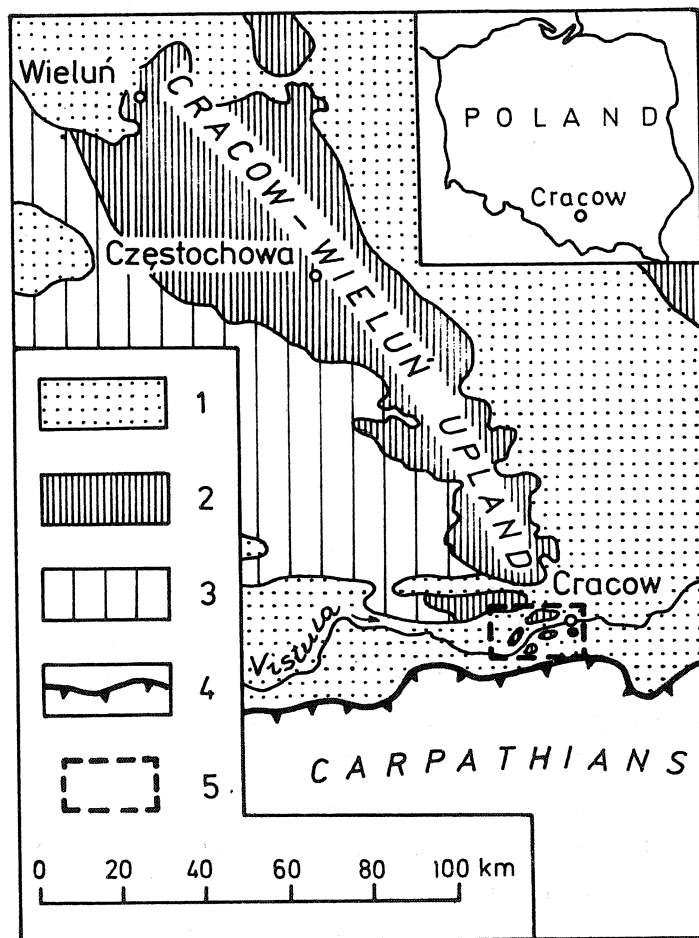 Wieluń
CRACOW – WIELUŃ UPLAND
Częstochowa
POLAND
Cracow
1
2
3
4
5
Cracow
Vistula
CARPATHIANS
0 20 40 60 80 100 km